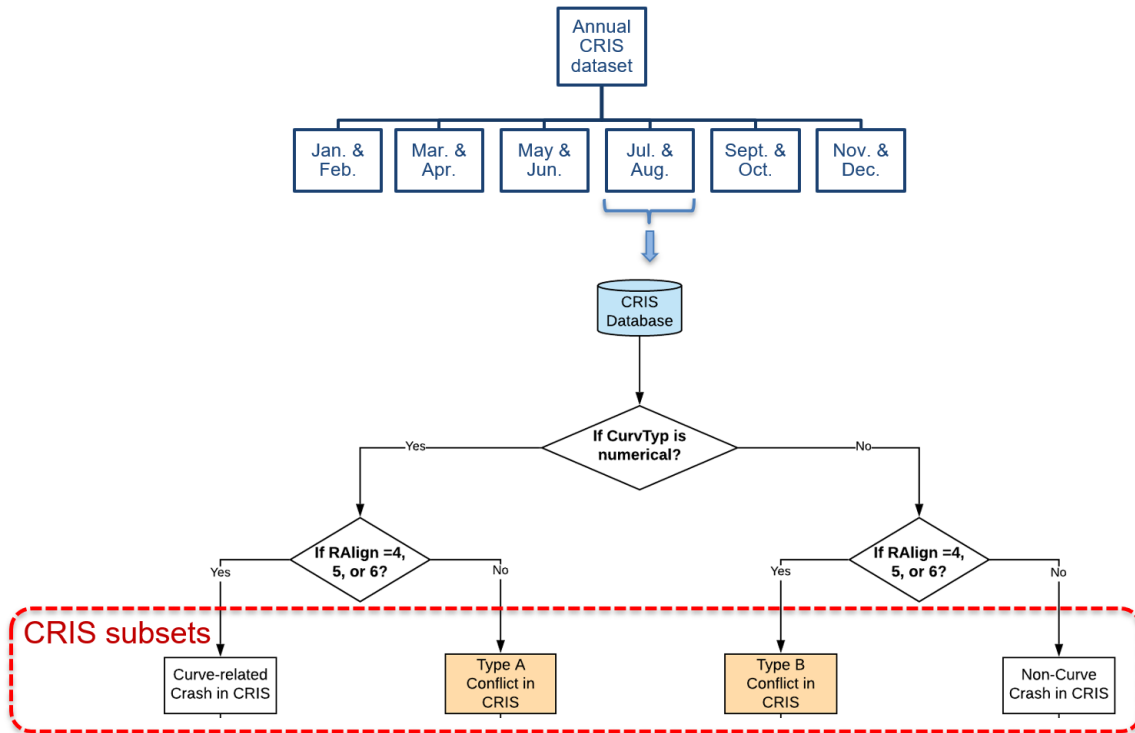 Annual
CRIS
dataset
Jan. &
Feb.
Mar. &
Apr.
May &
Jun.
Jul. &
Aug.
Sept. &
Oct.
Nov. &
Dec.
CRIS
Database
If CurvTyp is
numerical?
Yes
No
If RAlign =4,
5, or 6?
If RAlign =4,
5, or 6?
Yes
No
Yes
No
CRIS subsets
Curve-related
Crash in CRIS
Type A
Conflict in
CRIS
Type B
Conflict in
CRIS
Non-Curve
Crash in CRIS